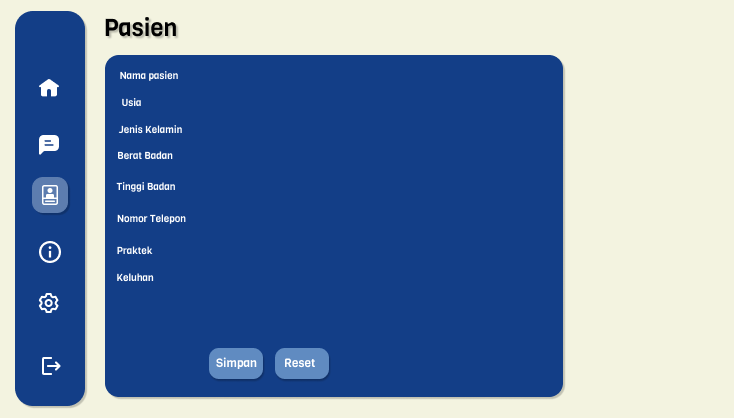 Pasien
Nama pasien
Usia
Jenis Kelamin
Berat Badan
Tinggi Badan
Nomor Telepon
Praktek
Keluhan
Simpan Reset